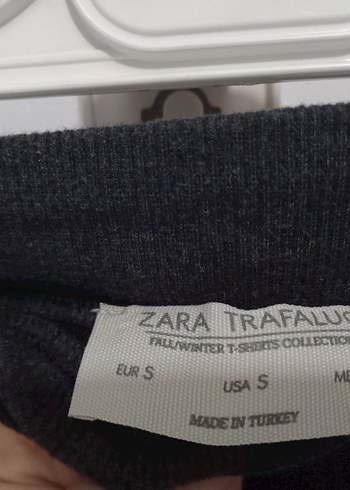 ZARA TRAFALUC
FALL/WINTER T-SHIRTS COLLECTION
EUR S USA S
MADE IN TURKEY